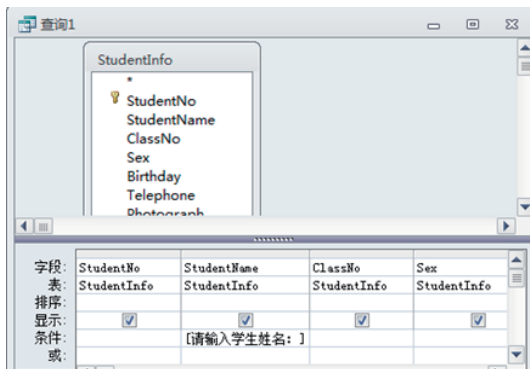 查询1
StudentInfo
*
StudentNo
StudentName
ClassNo
Sex
Birthday
Telephone
Photograph
字段: StudentNo StudentName ClassNo Sex
表: StudentInfo StudentInfo StudentInfo StudentInfo
排序:
显示:
条件: [请输入学生姓名：]
或: